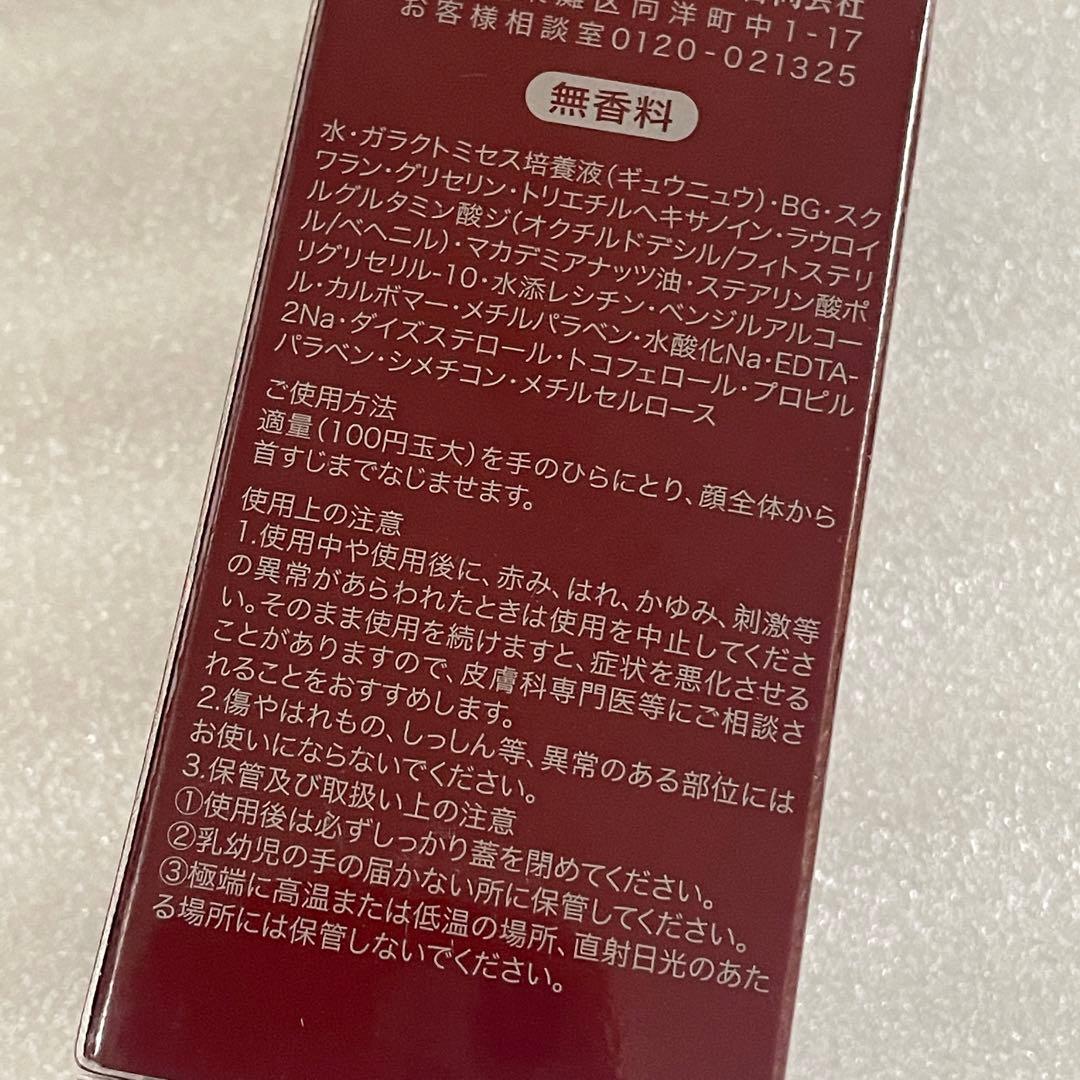 灘区向洋町中1-17
お客様相談室0120-021325
無香料
水・ガラクトミセス培養液(ギュウニュウ)・BG・スク
ワラン・グリセリン・トリエチルヘキサノイン・ラウロイ
ルグルタミン酸ジ(オクチルドデシル/フィトステリ
ル/ベヘニル)・マカデミアナッツ油・ステアリン酸ポ
リグリセリル-10・水添レシチン・ベンジルアルコー
ル・カルボマー・メチルパラベン・水酸化Na・EDTA-
2Na・ダイズステロール・トコフェロール・プロピル
パラベン・シメチコン・メチルセルロース
ご使用方法
適量(100円玉大)を手のひらにとり、顔全体から
首すじまでなじませます。
使用上の注意
1.使用中や使用後に、赤み、はれ、かゆみ、刺激等
の異常があらわれたときは使用を中止してくださ
い。そのまま使用を続けますと、症状を悪化させる
ことがありますので、皮膚科専門医等にご相談さ
れることをおすすめします。
2.傷やはれもの、しっしん等、異常のある部位には
お使いにならないでください。
3.保管及び取扱い上の注意
①使用後は必ずしっかり蓋を閉めてください。
②乳幼児の手の届かない所に保管してください。
③極端に高温または低温の場所、直射日光のあた
る場所には保管しないでください。